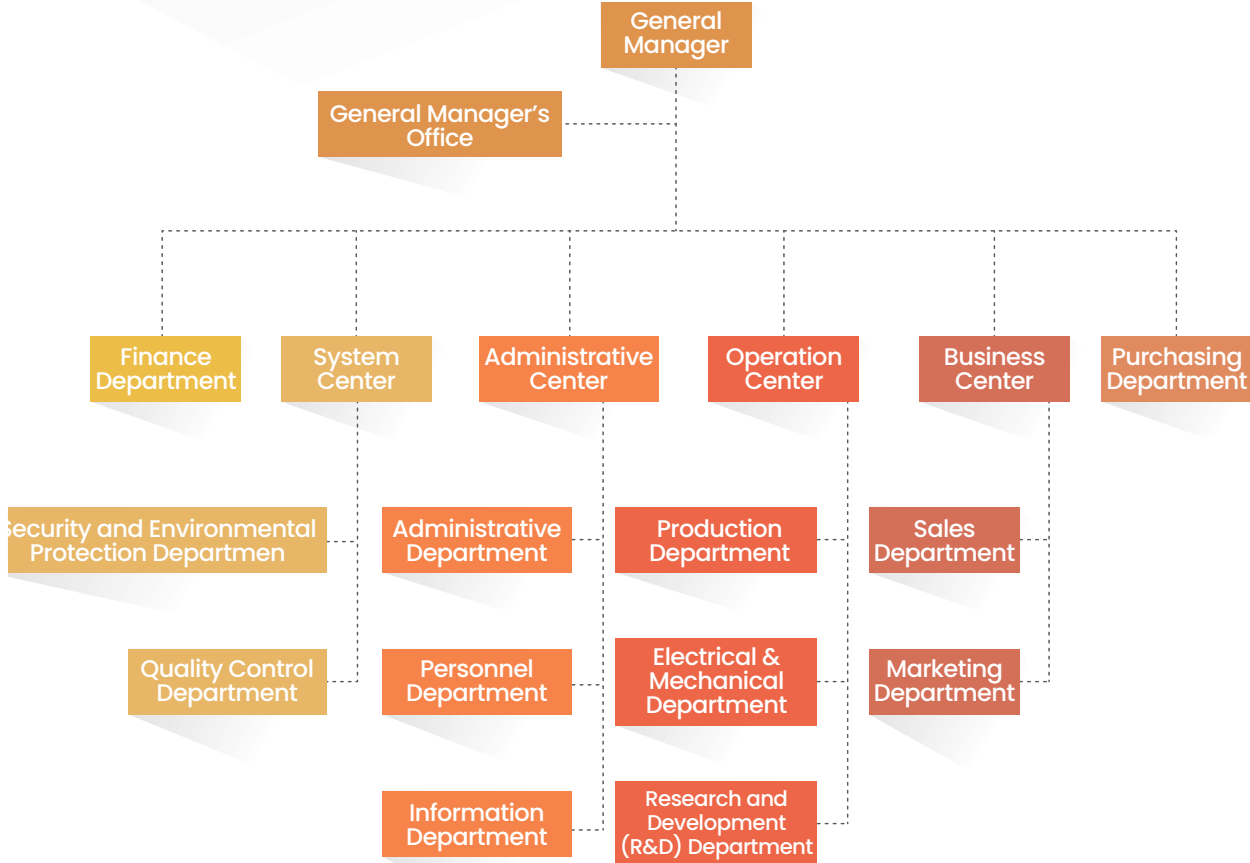 General
Manager
General Manager's
Office
Finance
Department
System
Center
Administrative
Center
Operation
Center
Business
Center
Purchasing
Department
Security and Environmental
Protection Departmen
Administrative
Department
Production
Department
Sales
Department
Quality Control
Department
Personnel
Department
Electrical &
Mechanical
Department
Marketing
Department
Information
Department
Research and
Development
(R&D) Department